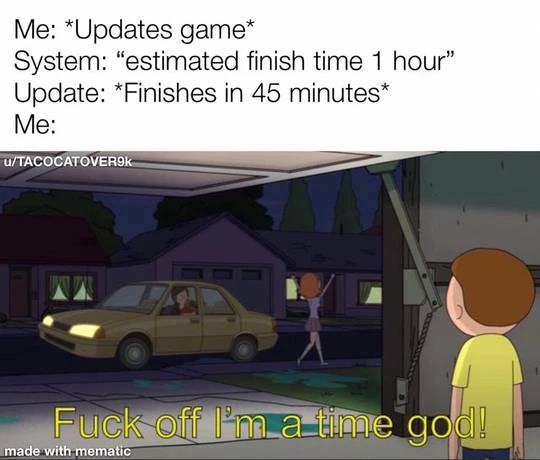 Me: *Updates game*
System: “estimated finish time 1 hour”
Update: *Finishes in 45 minutes*
Me:
u/TACOCATOVER9k
Fuck off I'm a time god!
made with mematic